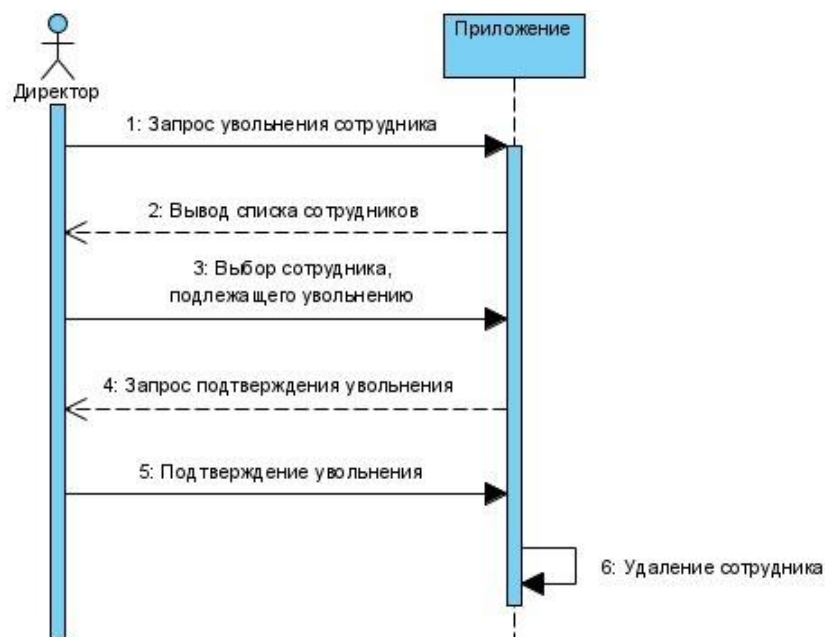 Приложение
Директор
1: Запрос увольнения сотрудника
2: Вывод списка сотрудников
3: Выбор сотрудника,
подлежащего увольнению
4: Запрос подтверждения увольнения
5: Подтверждение увольнения
6: Удаление сотрудника